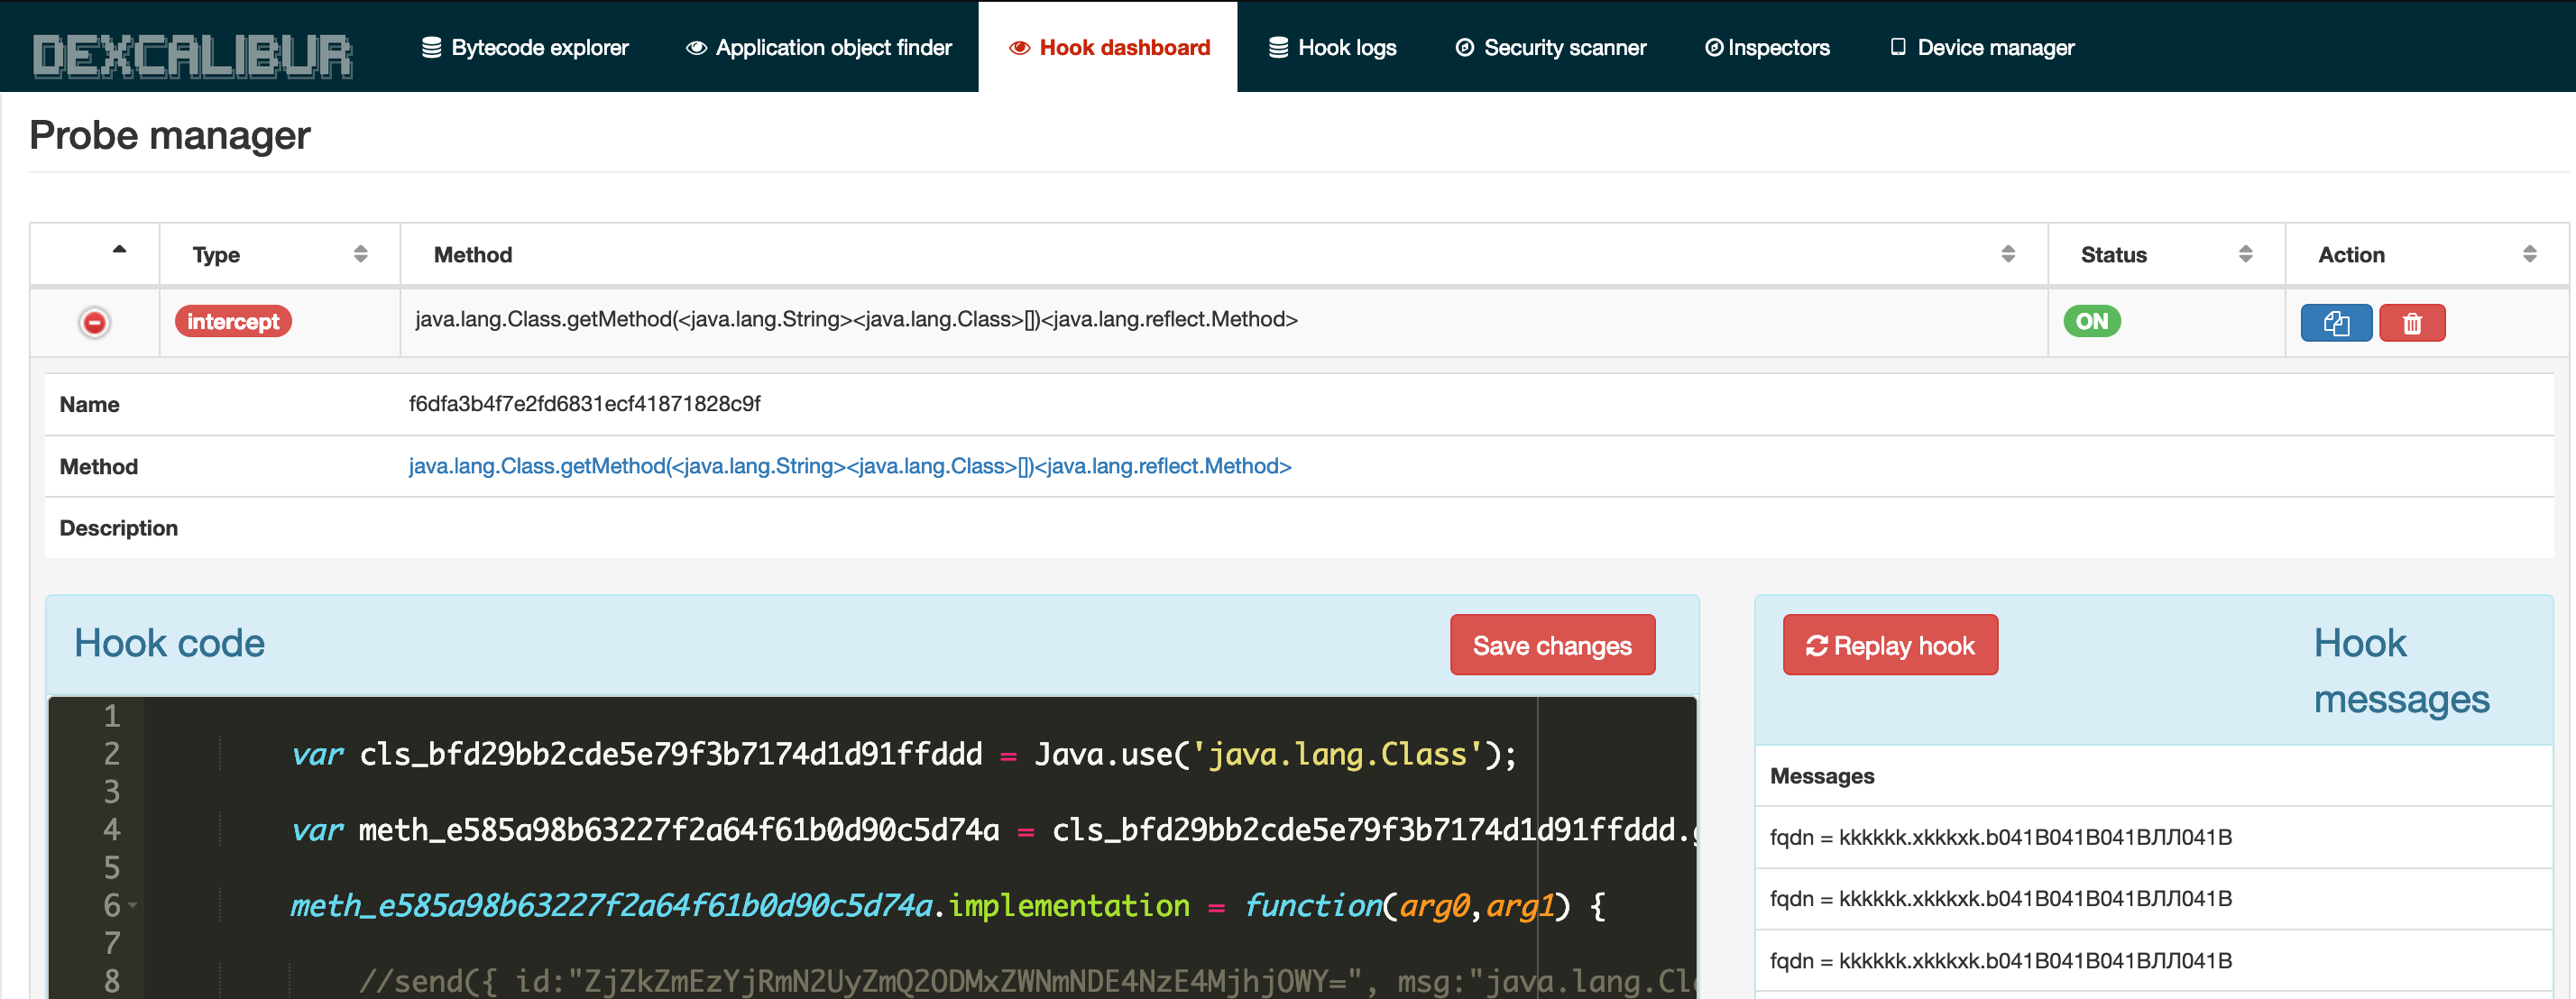 DEXCALIBUR Bytecode explorer Application object finder Hook dashboard Hook logs Security scanner Inspectors Device manager
Probe manager
Type Method Status Action
intercept java.lang.Class.getMethod(<java.lang.String><java.lang.Class>[])<java.lang.reflect.Method> ON
Name f6dfa3b4f7e2fd6831ecf41871828c9f
Method java.lang.Class.getMethod(<java.lang.String><java.lang.Class>[])<java.lang.reflect.Method>
Description
Hook code Save changes
Replay hook Hook
messages
1
2 var cls_bfd29bb2cde5e79f3b7174d1d91ffddd = Java.use('java.lang.Class');
3
4 var meth_e585a98b63227f2a64f61b0d90c5d74a = cls_bfd29bb2cde5e79f3b7174d1d91ffddd.
5
6 meth_e585a98b63227f2a64f61b0d90c5d74a.implementation = function(arg0,arg1) {
7
8 //send({ id:"ZjZkZmEzYjRmN2UyZmQ2ODMxZWNmNDE4NzE4MjhjOWY=", msg:"java.lang.Cl
Messages
fqdn = kkkkkk.xkkkxk.b041B041B041BЛЛ041B
fqdn = kkkkkk.xkkkxk.b041B041B041BЛЛ041B
fqdn = kkkkkk.xkkkxk.b041B041B041BЛЛ041B